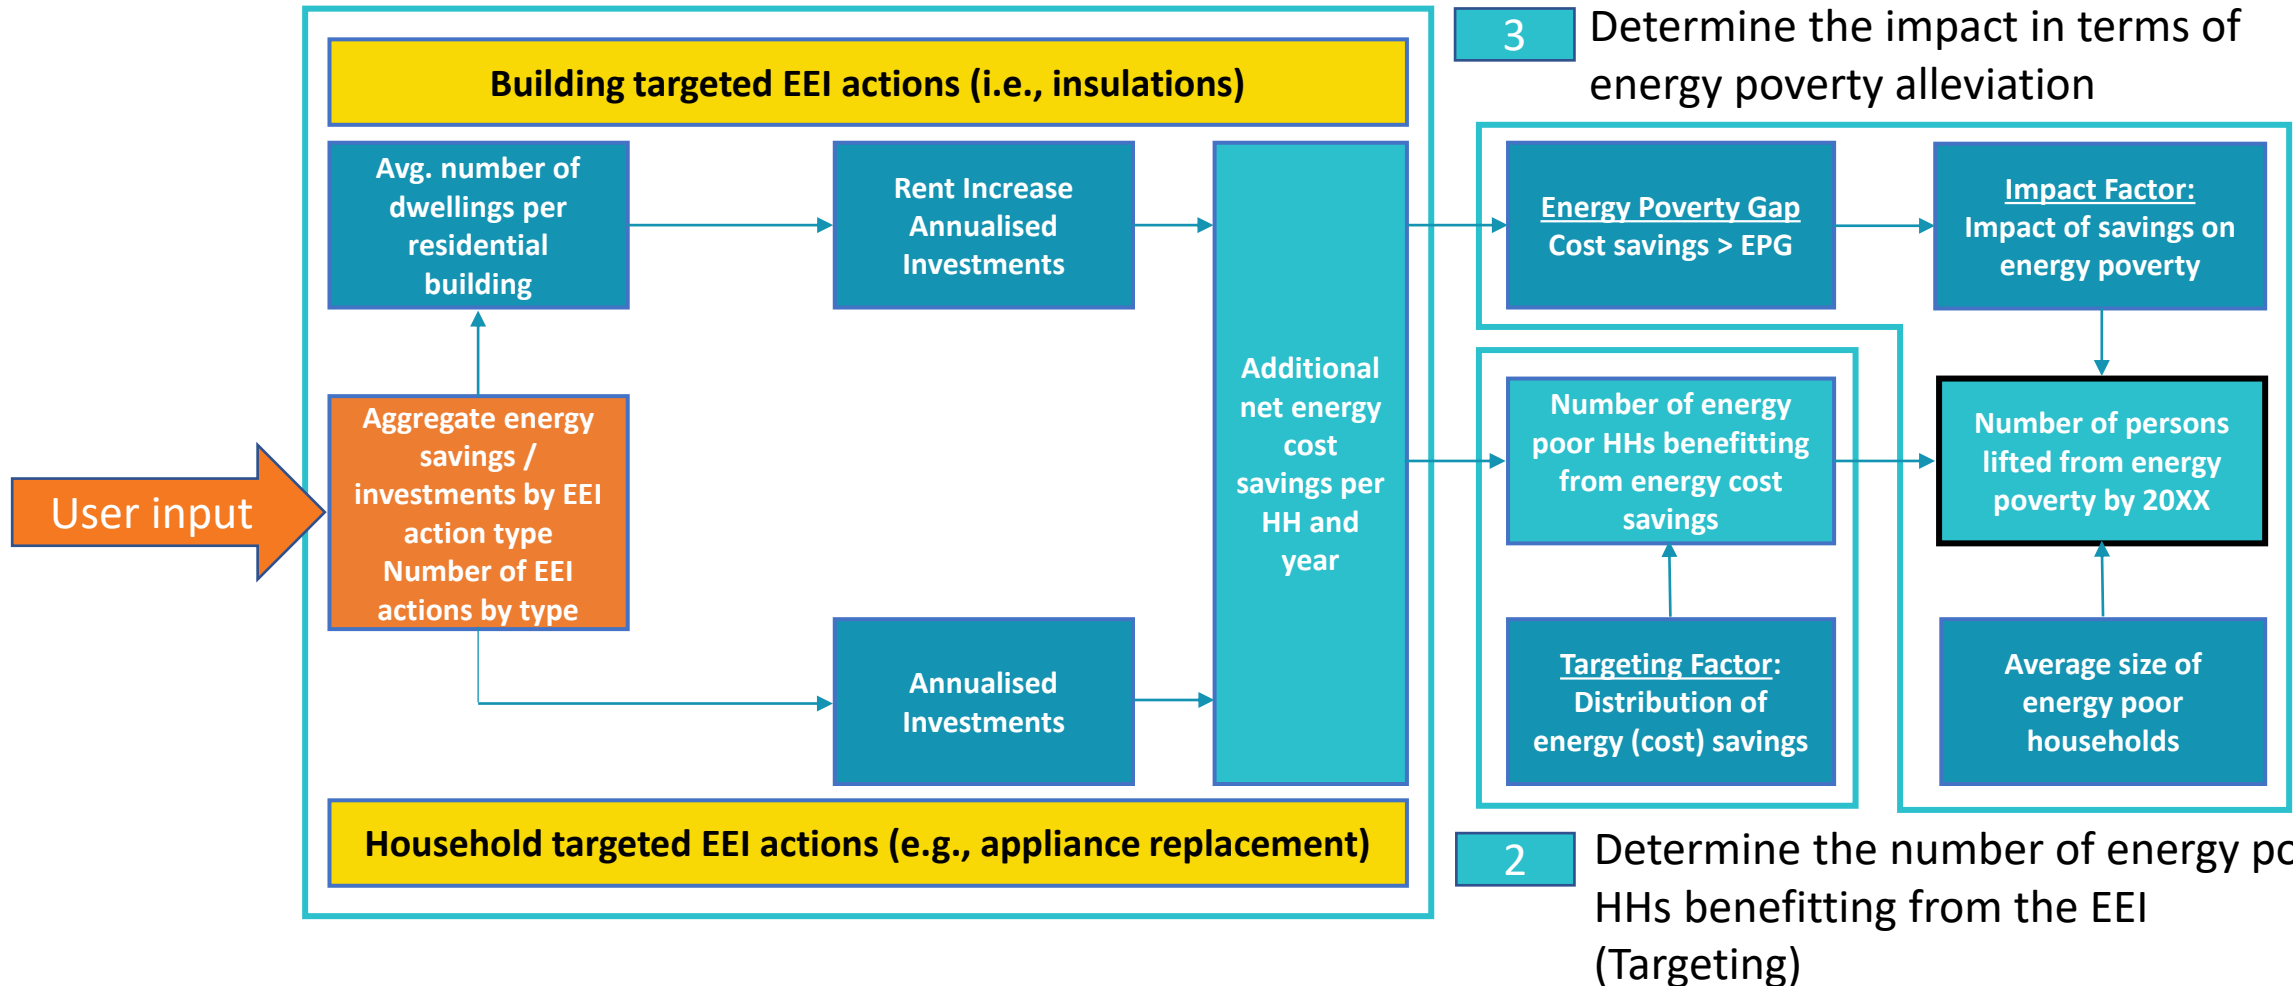 3
Determine the impact in terms of
energy poverty alleviation
Building targeted EEI actions (i.e., insulations)
Avg. number of
dwellings per
residential
building
Rent Increase
Annualised
Investments
Energy Poverty Gap
Cost savings > EPG
Impact Factor:
Impact of savings on
energy poverty
User input
Aggregate energy
savings /
investments by EEI
action type
Number of EEI
actions by type
Additional
net energy
cost
savings per
HH and
year
Number of energy
poor HHs benefitting
from energy cost
savings
Number of persons
lifted from energy
poverty by 20XX
Annualised
Investments
Targeting Factor:
Distribution of
energy (cost) savings
Average size of
energy poor
households
Household targeted EEI actions (e.g., appliance replacement)
2
Determine the number of energy po
HHs benefitting from the EEI
(Targeting)